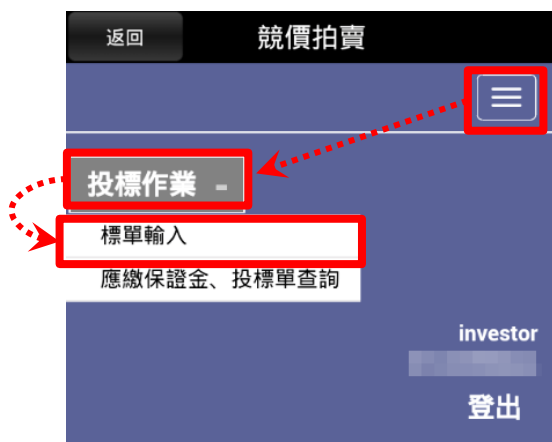 返回 競價拍賣
投標作業 -
標單輸入
應繳保證金、投標單查詢
investor
登出